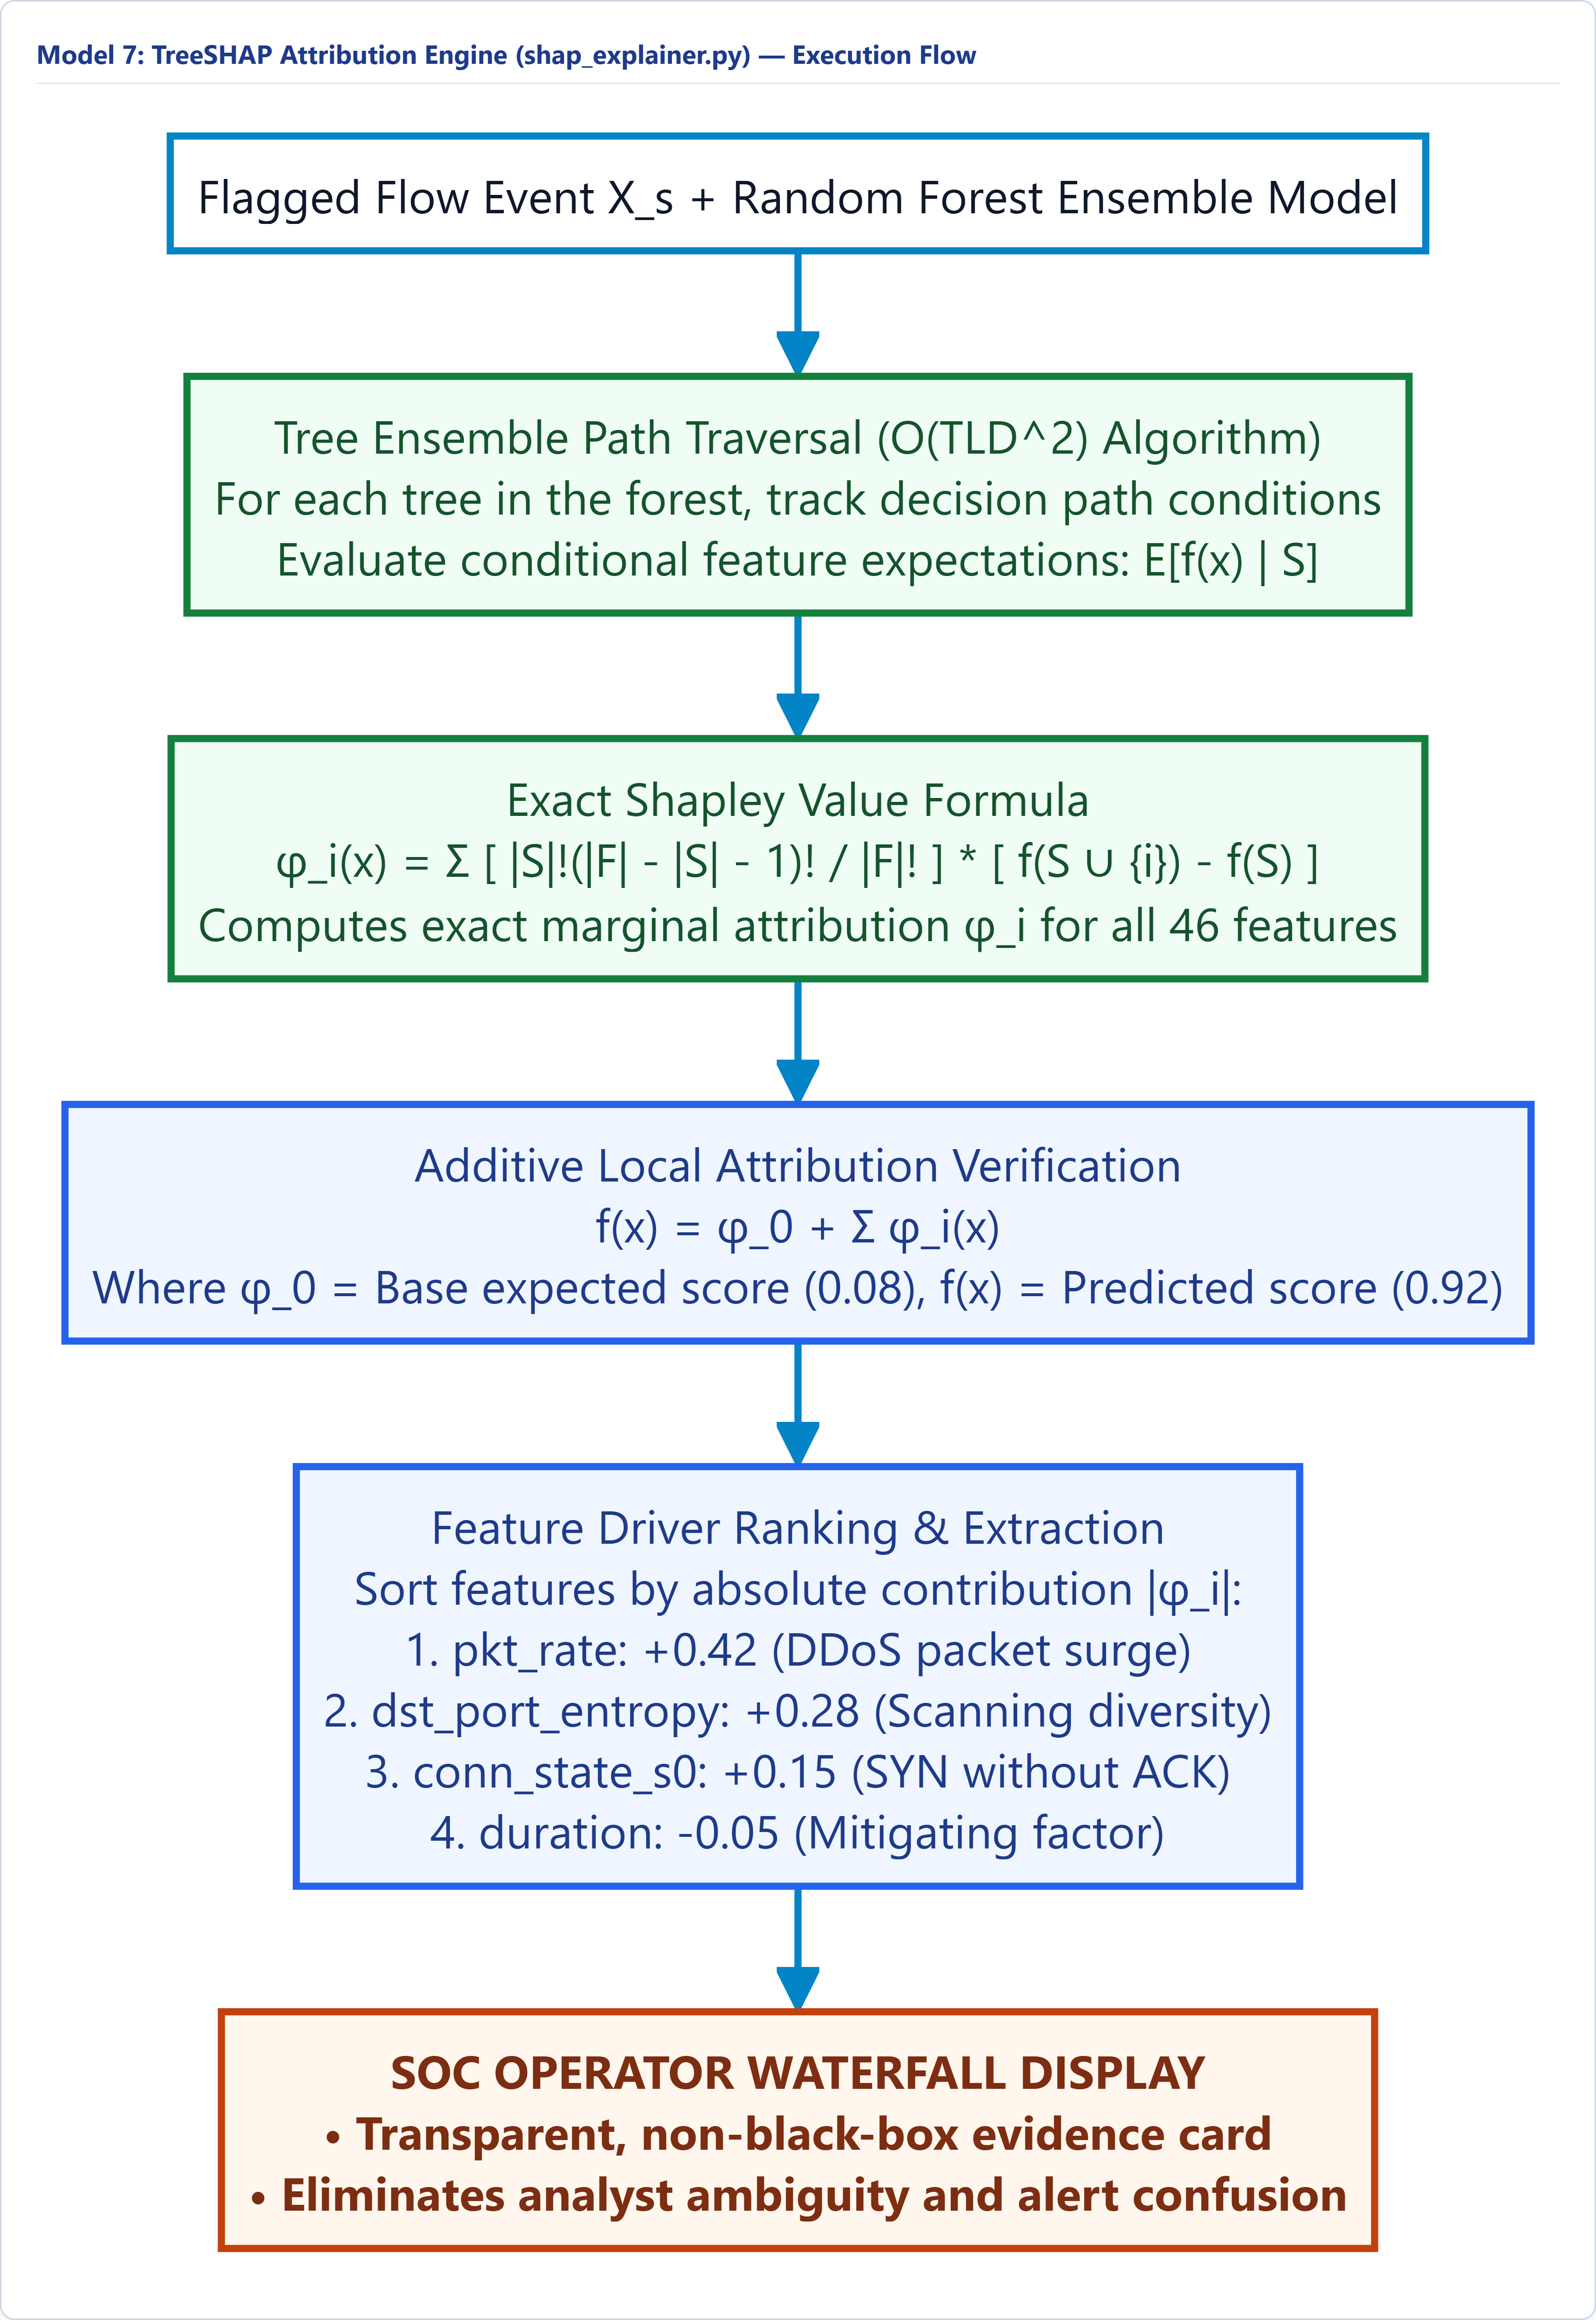 Model 7: TreeSHAP Attribution Engine (shap_explainer.py) — Execution Flow
Flagged Flow Event X_s + Random Forest Ensemble Model
Tree Ensemble Path Traversal (O(TLD^2) Algorithm)
For each tree in the forest, track decision path conditions
Evaluate conditional feature expectations: E[f(x) | S]
Exact Shapley Value Formula
φ_i(x) = Σ [ |S|!(|F| - |S| - 1)! / |F|! ] * [ f(S ∪ {i}) - f(S) ]
Computes exact marginal attribution φ_i for all 46 features
Additive Local Attribution Verification
f(x) = φ_0 + Σ φ_i(x)
Where φ_0 = Base expected score (0.08), f(x) = Predicted score (0.92)
Feature Driver Ranking & Extraction
Sort features by absolute contribution |φ_i|:
1. pkt_rate: +0.42 (DDoS packet surge)
2. dst_port_entropy: +0.28 (Scanning diversity)
3. conn_state_s0: +0.15 (SYN without ACK)
4. duration: -0.05 (Mitigating factor)
SOC OPERATOR WATERFALL DISPLAY
• Transparent, non-black-box evidence card
• Eliminates analyst ambiguity and alert confusion